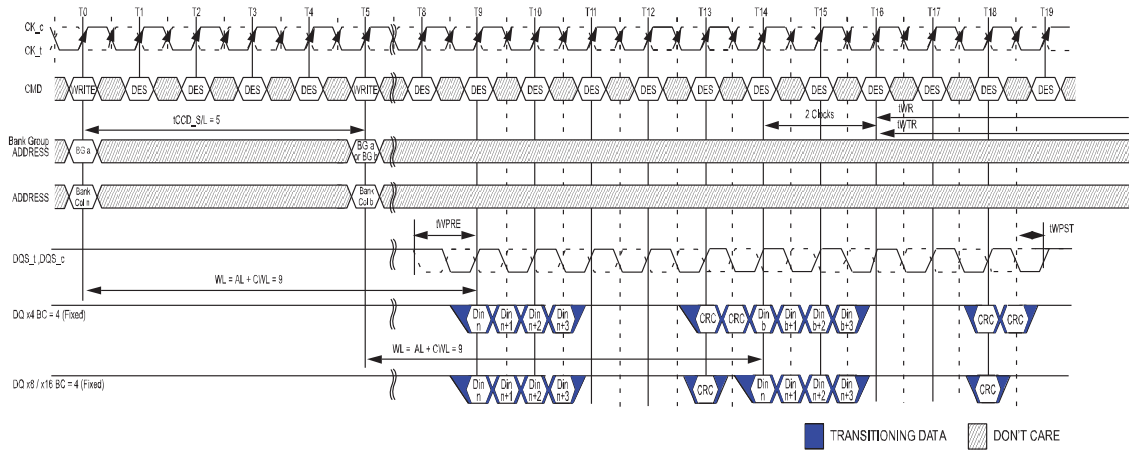 T0 T1 T2 T3 T4 T5 T8 T9 T10 T11 T12 T13 T14 T15 T16 T17 T18 T19
CK_c
CK_t
CMD WRITE DES DES DES DES WRITE DES DES DES DES DES DES DES DES DES DES DES DES
tCCD_S/L = 5 2 Clocks tWR
tWTR
Bank Group
ADDRESS BG a BG a
or BG b
ADDRESS Bank
Col n Bank
Col b
tWPRE tWPST
DQS_t,DQS_c
WL = AL + CWL = 9
DQ x4 BC = 4 (Fixed) Din
n Din
n+1 Din
n+2 Din
n+3 CRC CRC Din
b Din
b+1 Din
b+2 Din
b+3 CRC CRC
WL = AL + CWL = 9
DQ x8 / x16 BC = 4 (Fixed) Din
n Din
n+1 Din
n+2 Din
n+3 CRC Din
n Din
n+1 Din
n+2 Din
n+3 CRC
TRANSITIONING DATA DON'T CARE